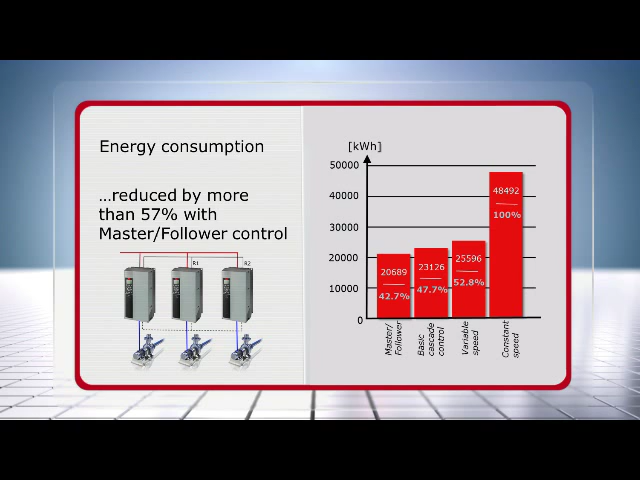 Energy consumption
...reduced by more
than 57% with
Master/Follower control
R1
R2
[kWh]
50000
40000
30000
20000
10000
0
20689
42.7%
23126
47.7%
25596
52.8%
48492
100%
Master/
Follower
Basic
cascade
control
Variable
speed
Constant
speed